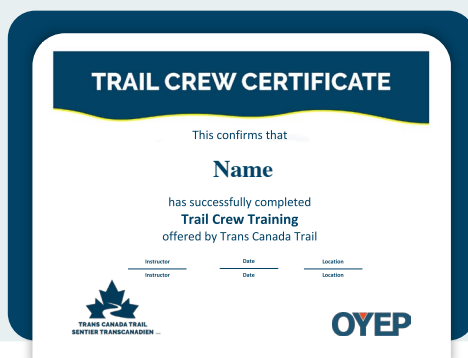 TRAIL CREW CERTIFICATE
This confirms that
Name
has successfully completed
Trail Crew Training
offered by Trans Canada Trail
Instructor Date Location
Instructor Date Location
TRANS CANADA TRAIL
SENTIER TRANSCANADIEN
OYEP